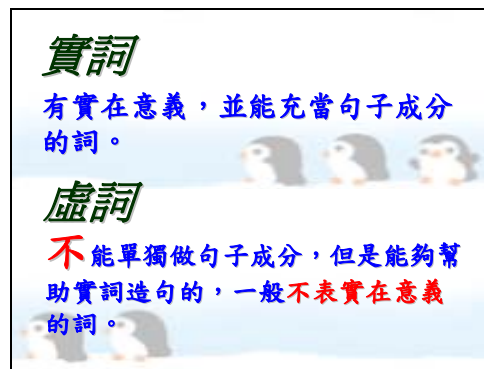 實詞
有實在意義，並能充當句子成分
的詞。
虛詞
不能單獨做句子成分，但是能夠幫
助實詞造句的，一般不表實在意義
的詞。